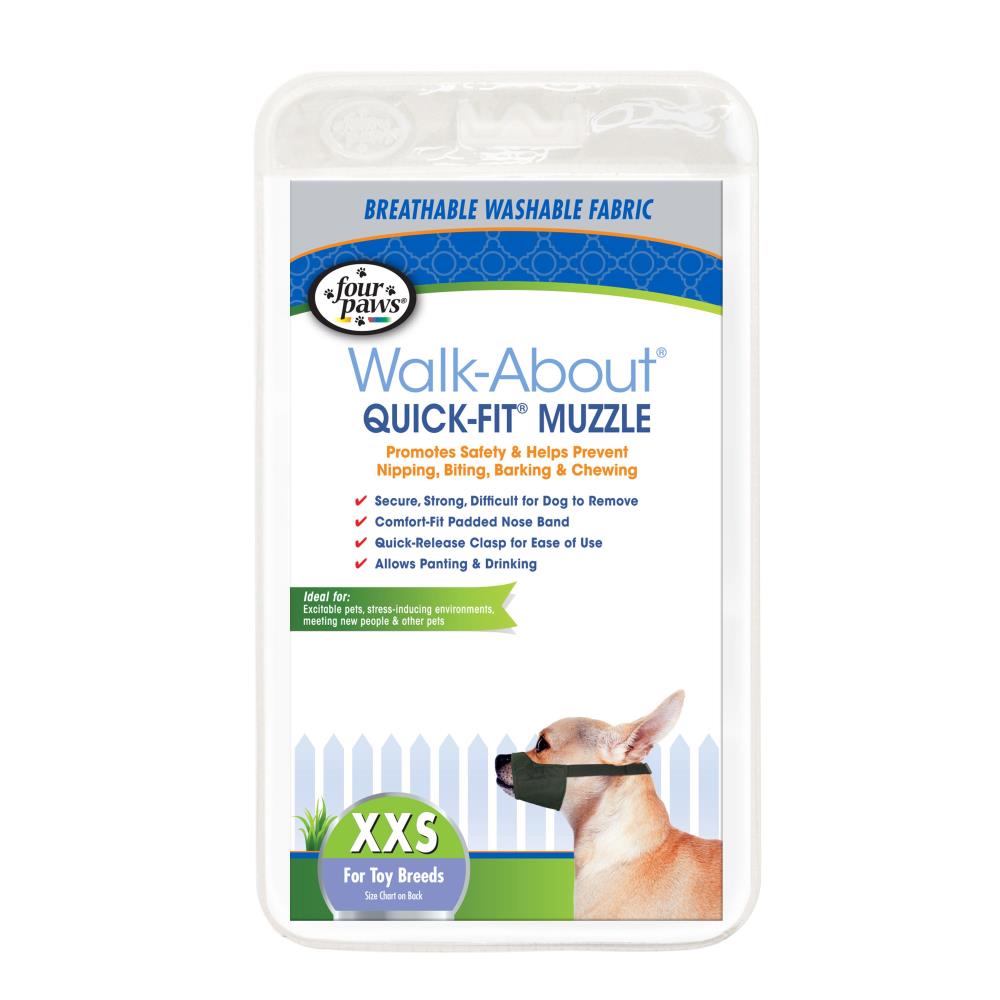 BREATHABLE WASHABLE FABRIC
four
paws®
Walk-About®
QUICK-FIT® MUZZLE
Promotes Safety & Helps Prevent
Nipping, Biting, Barking & Chewing
✔ Secure, Strong, Difficult for Dog to Remove
✔ Comfort-Fit Padded Nose Band
✔ Quick-Release Clasp for Ease of Use
✔ Allows Panting & Drinking
Ideal for:
Excitable pets, stress-inducing environments,
meeting new people & other pets
XXS
For Toy Breeds
Size Chart on Back